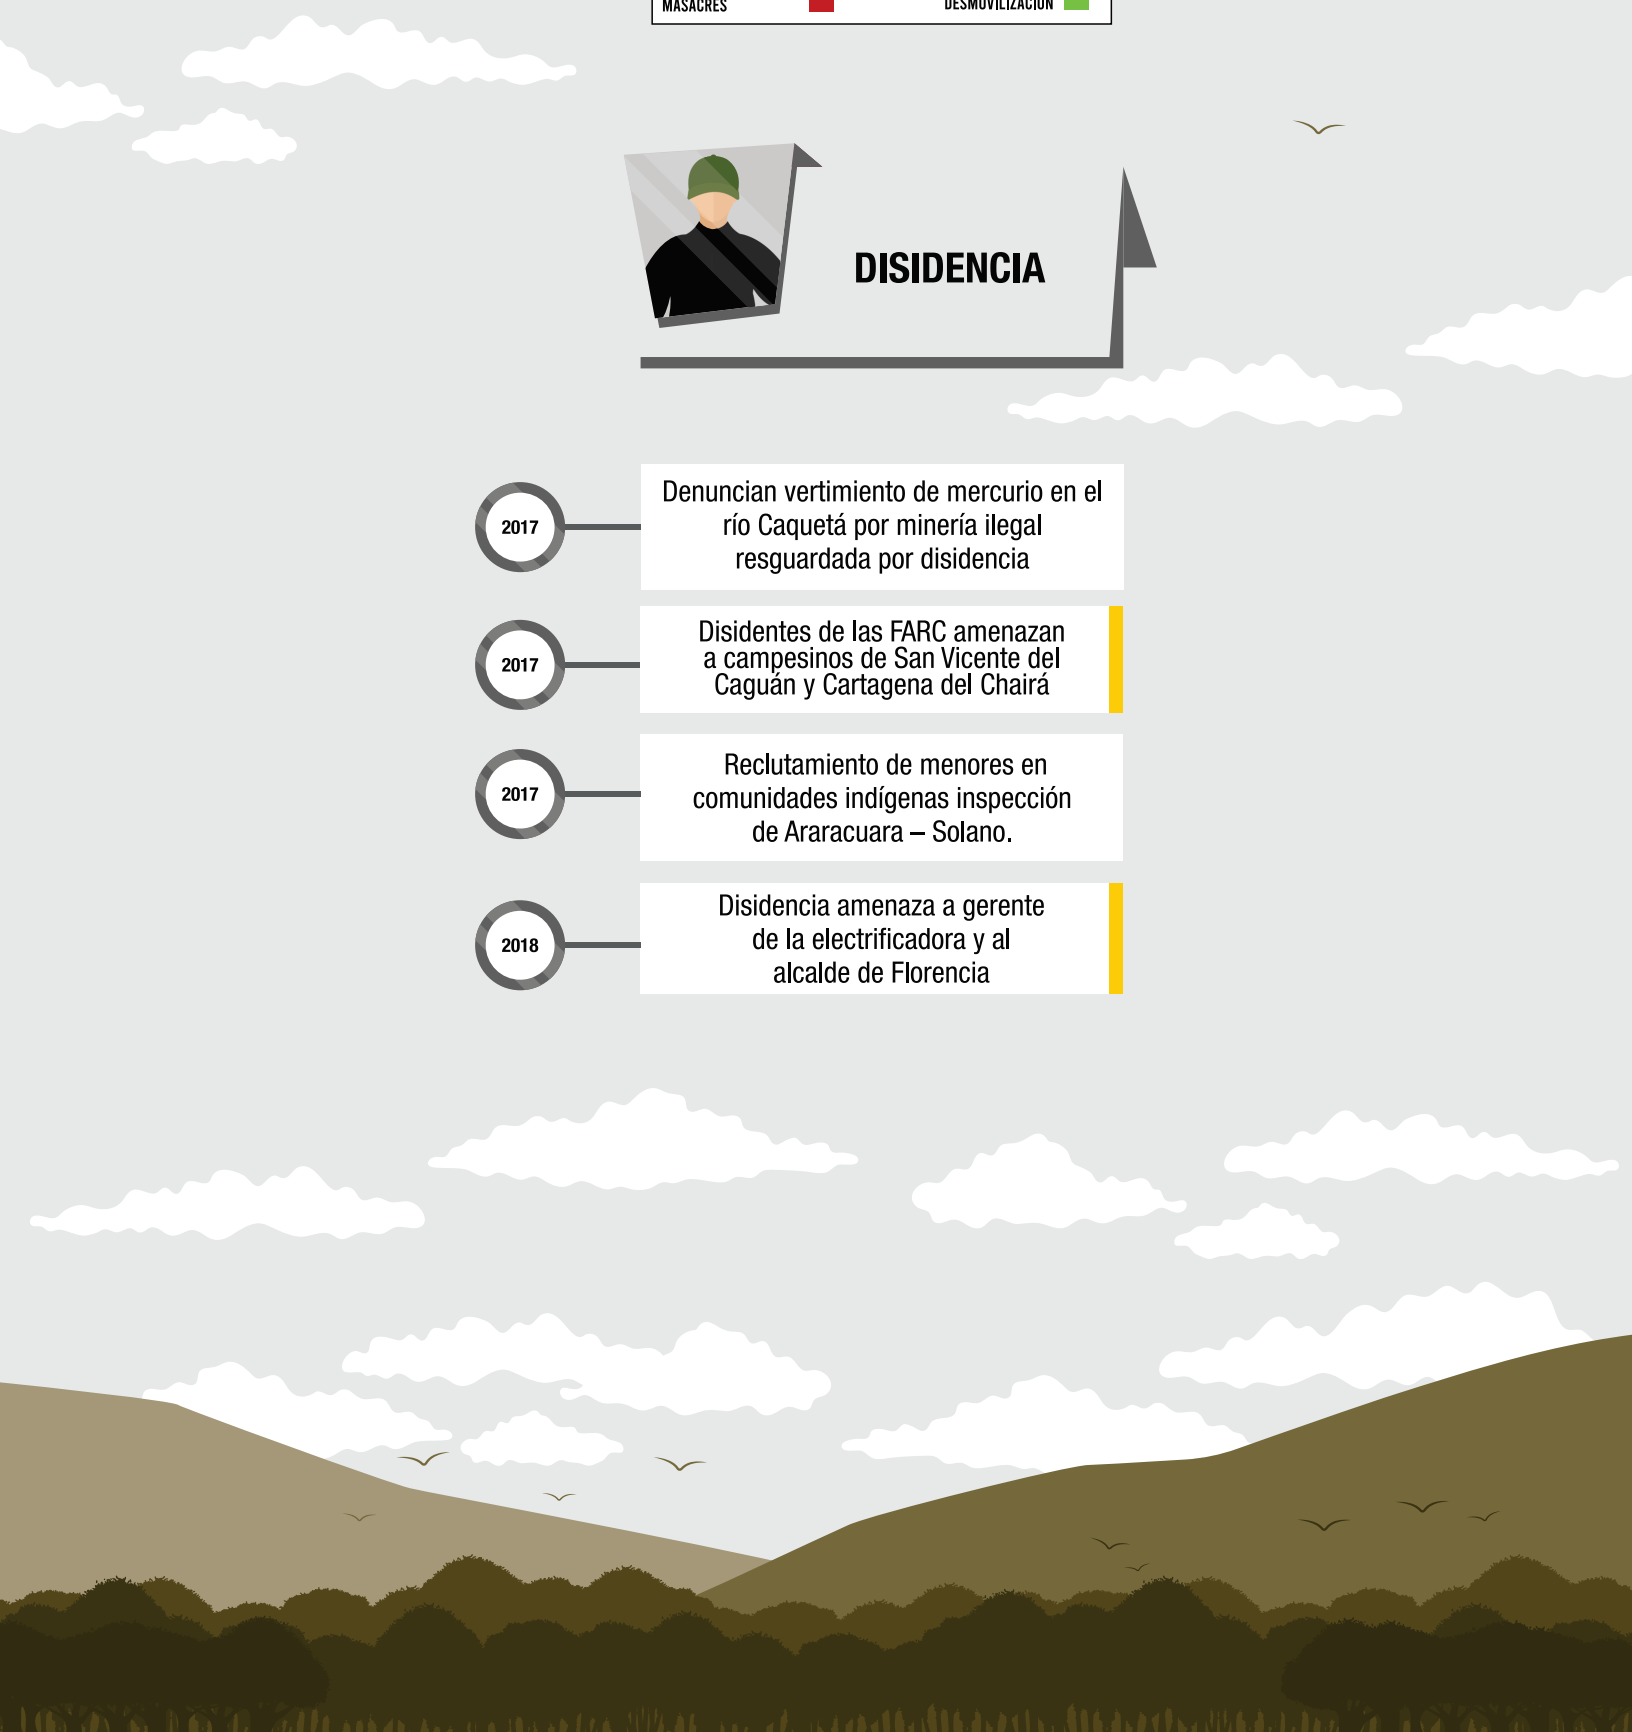 MASACRES
DESMOVILIZACIÓN
DISIDENCIA
2017
Denuncian vertimiento de mercurio en el
río Caquetá por minería ilegal
resguardada por disidencia
2017
Disidentes de las FARC amenazan
a campesinos de San Vicente del
Caguán y Cartagena del Chairá
2017
Reclutamiento de menores en
comunidades indígenas inspección
de Araracuara – Solano.
2018
Disidencia amenaza a gerente
de la electrificadora y al
alcalde de Florencia